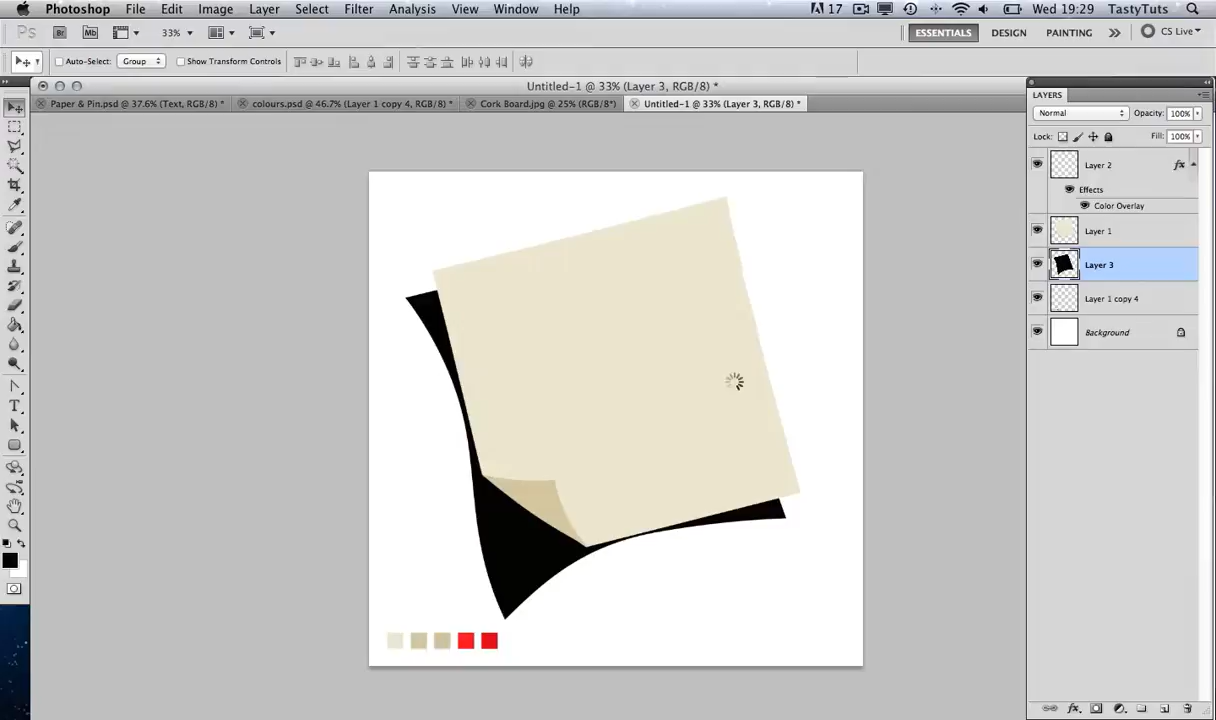 Photoshop File Edit Image Layer Select Filter Analysis View Window Help 17 Wed 19:29 TastyTuts
Ps Br Mb 33% ESSENTIALS DESIGN PAINTING CS Live
Auto-Select: Group Show Transform Controls
Untitled-1 @ 33% (Layer 3, RGB/8) *
Paper & Pin.psd @ 37.6% (Text, RGB/8) * colours.psd @ 46.7% (Layer 1 copy 4, RGB/8) * Cork Board.jpg @ 25% (RGB/8*) Untitled-1 @ 33% (Layer 3, RGB/8) *
LAYERS
Normal Opacity: 100%
Lock: Fill: 100%
Layer 2 fx
Effects
Color Overlay
Layer 1
Layer 3
Layer 1 copy 4
Background
T
fx